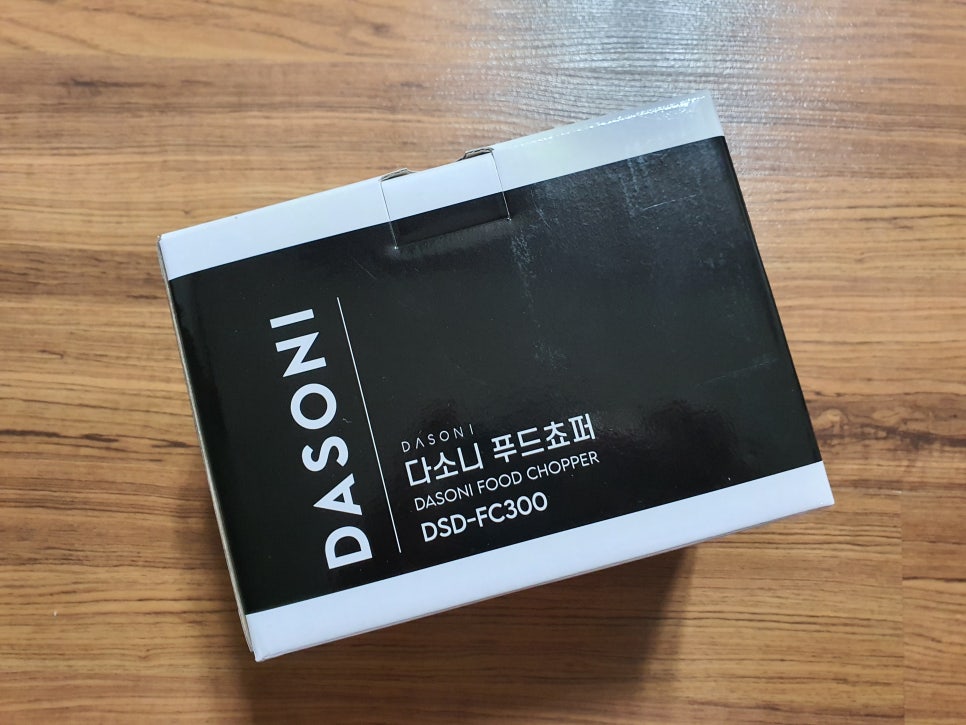 DASONI
DASONI
다소니 푸드쵸퍼
DASONI FOOD CHOPPER
DSD-FC300